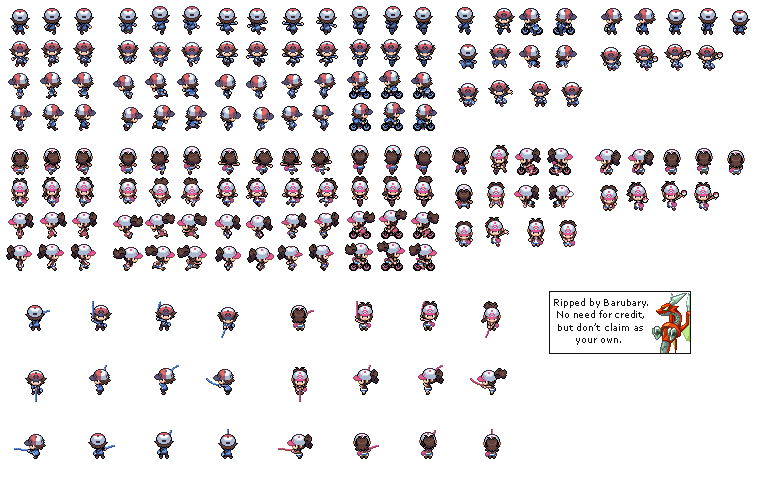 Ripped by Barubary.
No need for credit,
but don't claim as
your own.